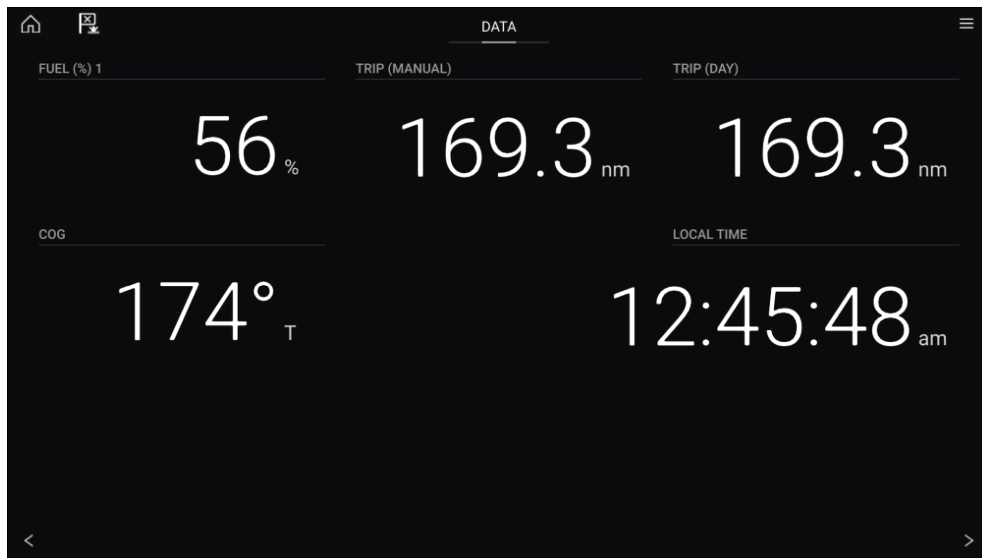 DATA
FUEL (%) 1
TRIP (MANUAL)
TRIP (DAY)
56 %
169.3 nm
169.3 nm
COG
LOCAL TIME
174° T
12:45:48 am